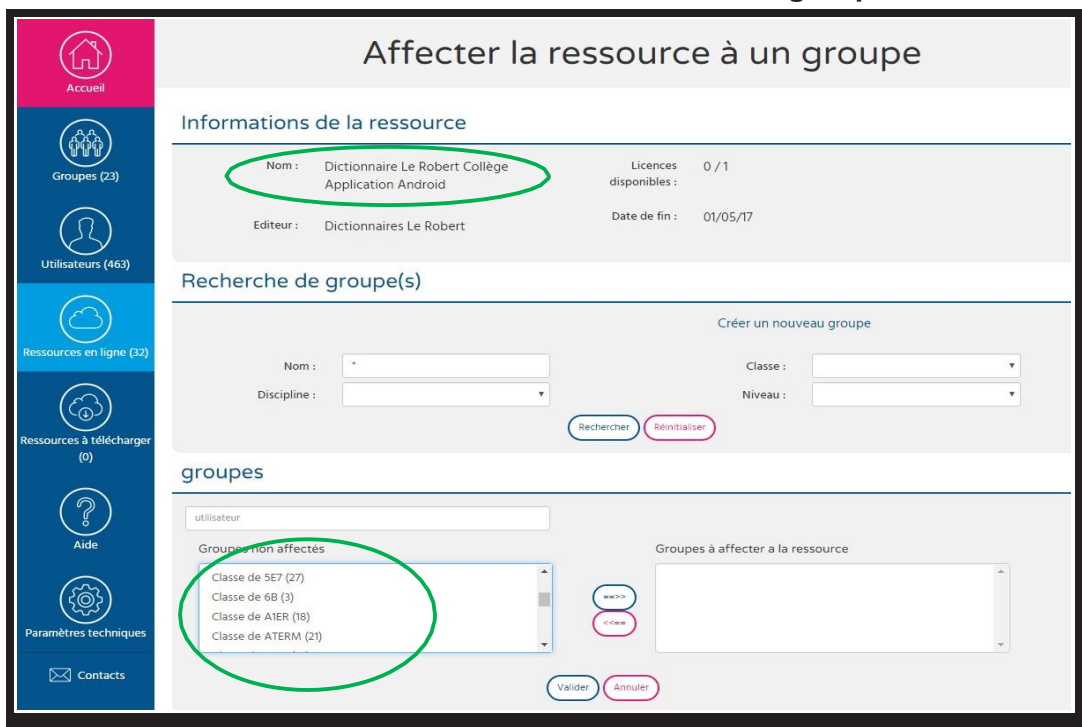 Affecter la ressource à un groupe
Accueil
Groupes (23)
Utilisateurs (463)
Ressources en ligne (32)
Ressources à télécharger
(0)
Aide
Paramètres techniques
Contacts
Informations de la ressource
Nom : Dictionnaire Le Robert Collège
Application Android
Licences
disponibles :
0 / 1
Editeur : Dictionnaires Le Robert
Date de fin : 01/05/17
Recherche de groupe(s)
Créer un nouveau groupe
Nom : *
Classe :
Discipline :
Niveau :
Rechercher Réinitialiser
groupes
utilisateur
Groupes non affectés
Groupes à affecter a la ressource
Classe de 5E7 (27)
Classe de 6B (3)
Classe de A1ER (18)
Classe de ATERM (21)
==>>
<<==
Valider Annuler